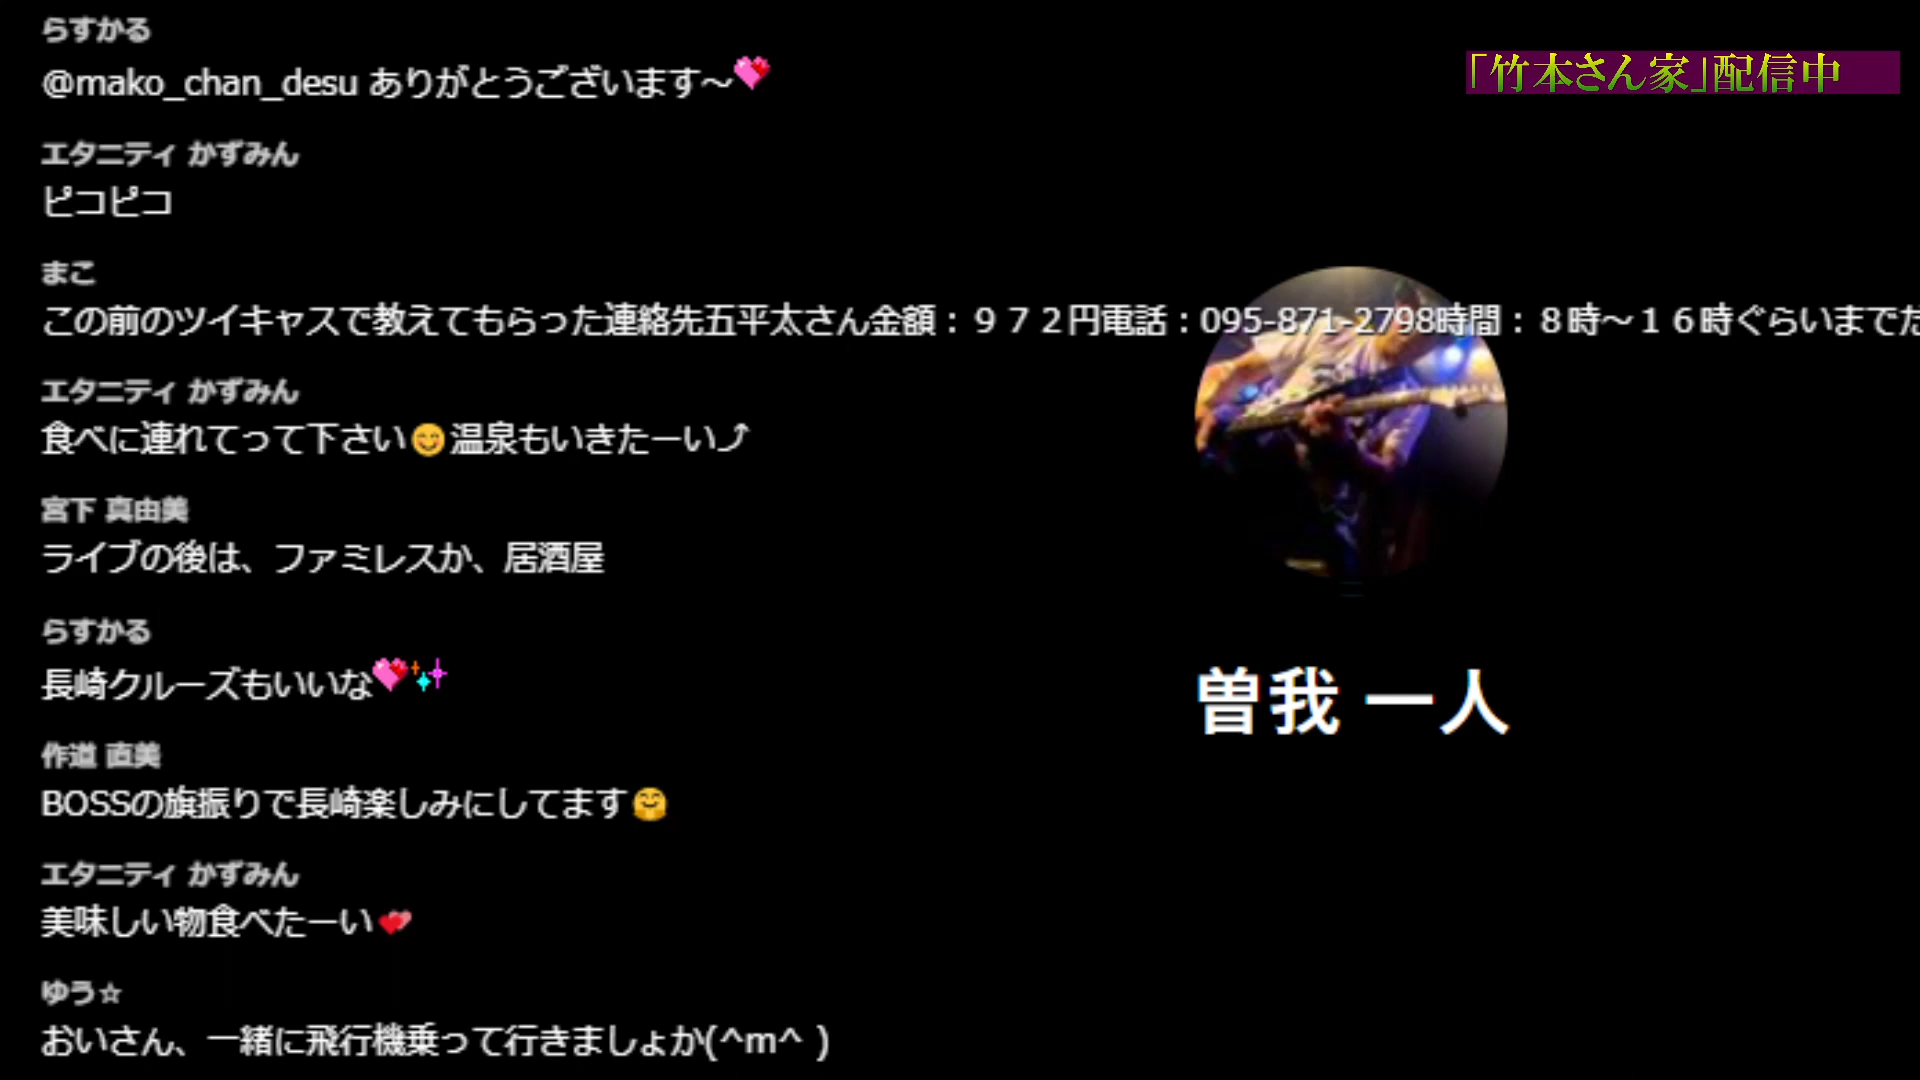 らすかる
@mako_chan_desu ありがとうございます〜💕
エタニティ かずみん
ピコピコ
まこ
この前のツイキャスで教えてもらった連絡先五平太さん金額：９７２円電話：095-871-2798時間：８時〜１６時ぐらいまでだ
エタニティ かずみん
食べに連れてって下さい😊温泉もいきたーい⤴
宮下 真由美
ライブの後は、ファミレスか、居酒屋
らすかる
長崎クルーズもいいな💕✨
作道 直美
BOSSの旗振りで長崎楽しみにしてます🤗
エタニティ かずみん
美味しい物食べたーい💕
ゆう☆
おいさん、一緒に飛行機乗って行きましょか(^m^ )
「竹本さん家」配信中
曽我 一人